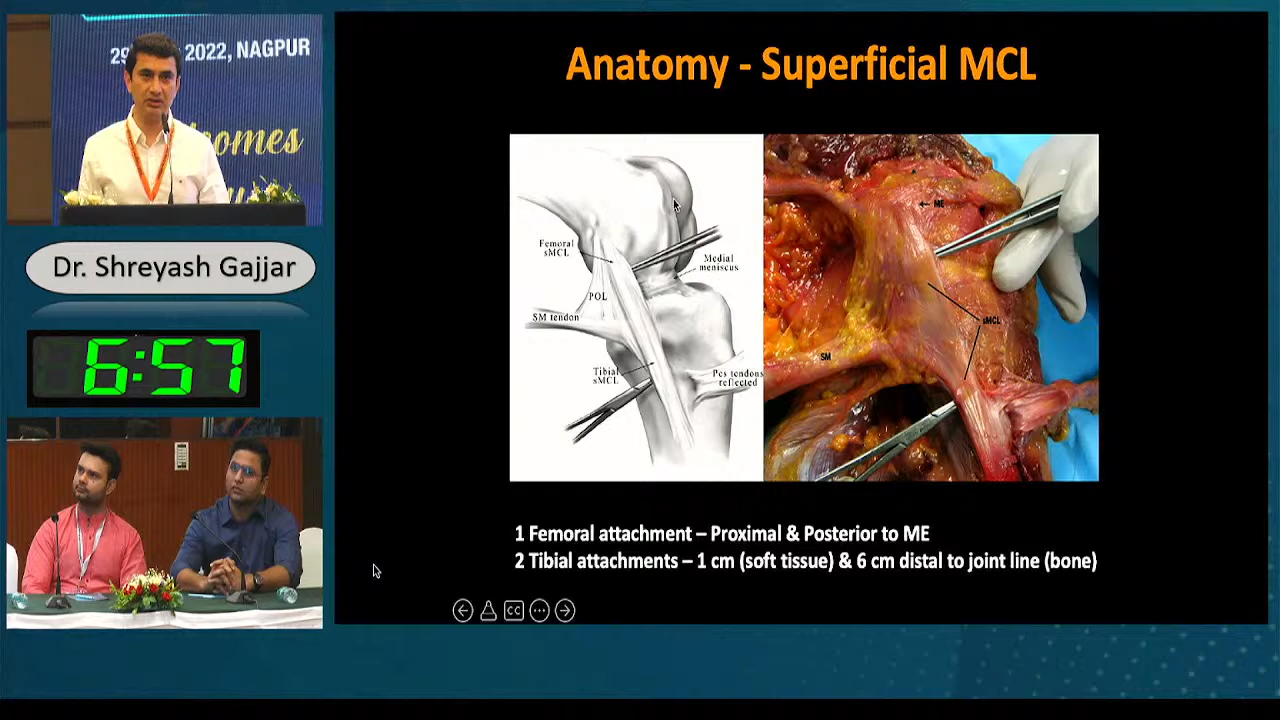 2022, NAGPUR
Dr. Shreyash Gajjar
6:57
Anatomy - Superficial MCL
Femoral
sMCL
Medial
meniscus
POL
SM tendon
Tibial
sMCL
Pes tendons
reflected
ME
sMCL
SM
1 Femoral attachment – Proximal & Posterior to ME
2 Tibial attachments – 1 cm (soft tissue) & 6 cm distal to joint line (bone)
CC